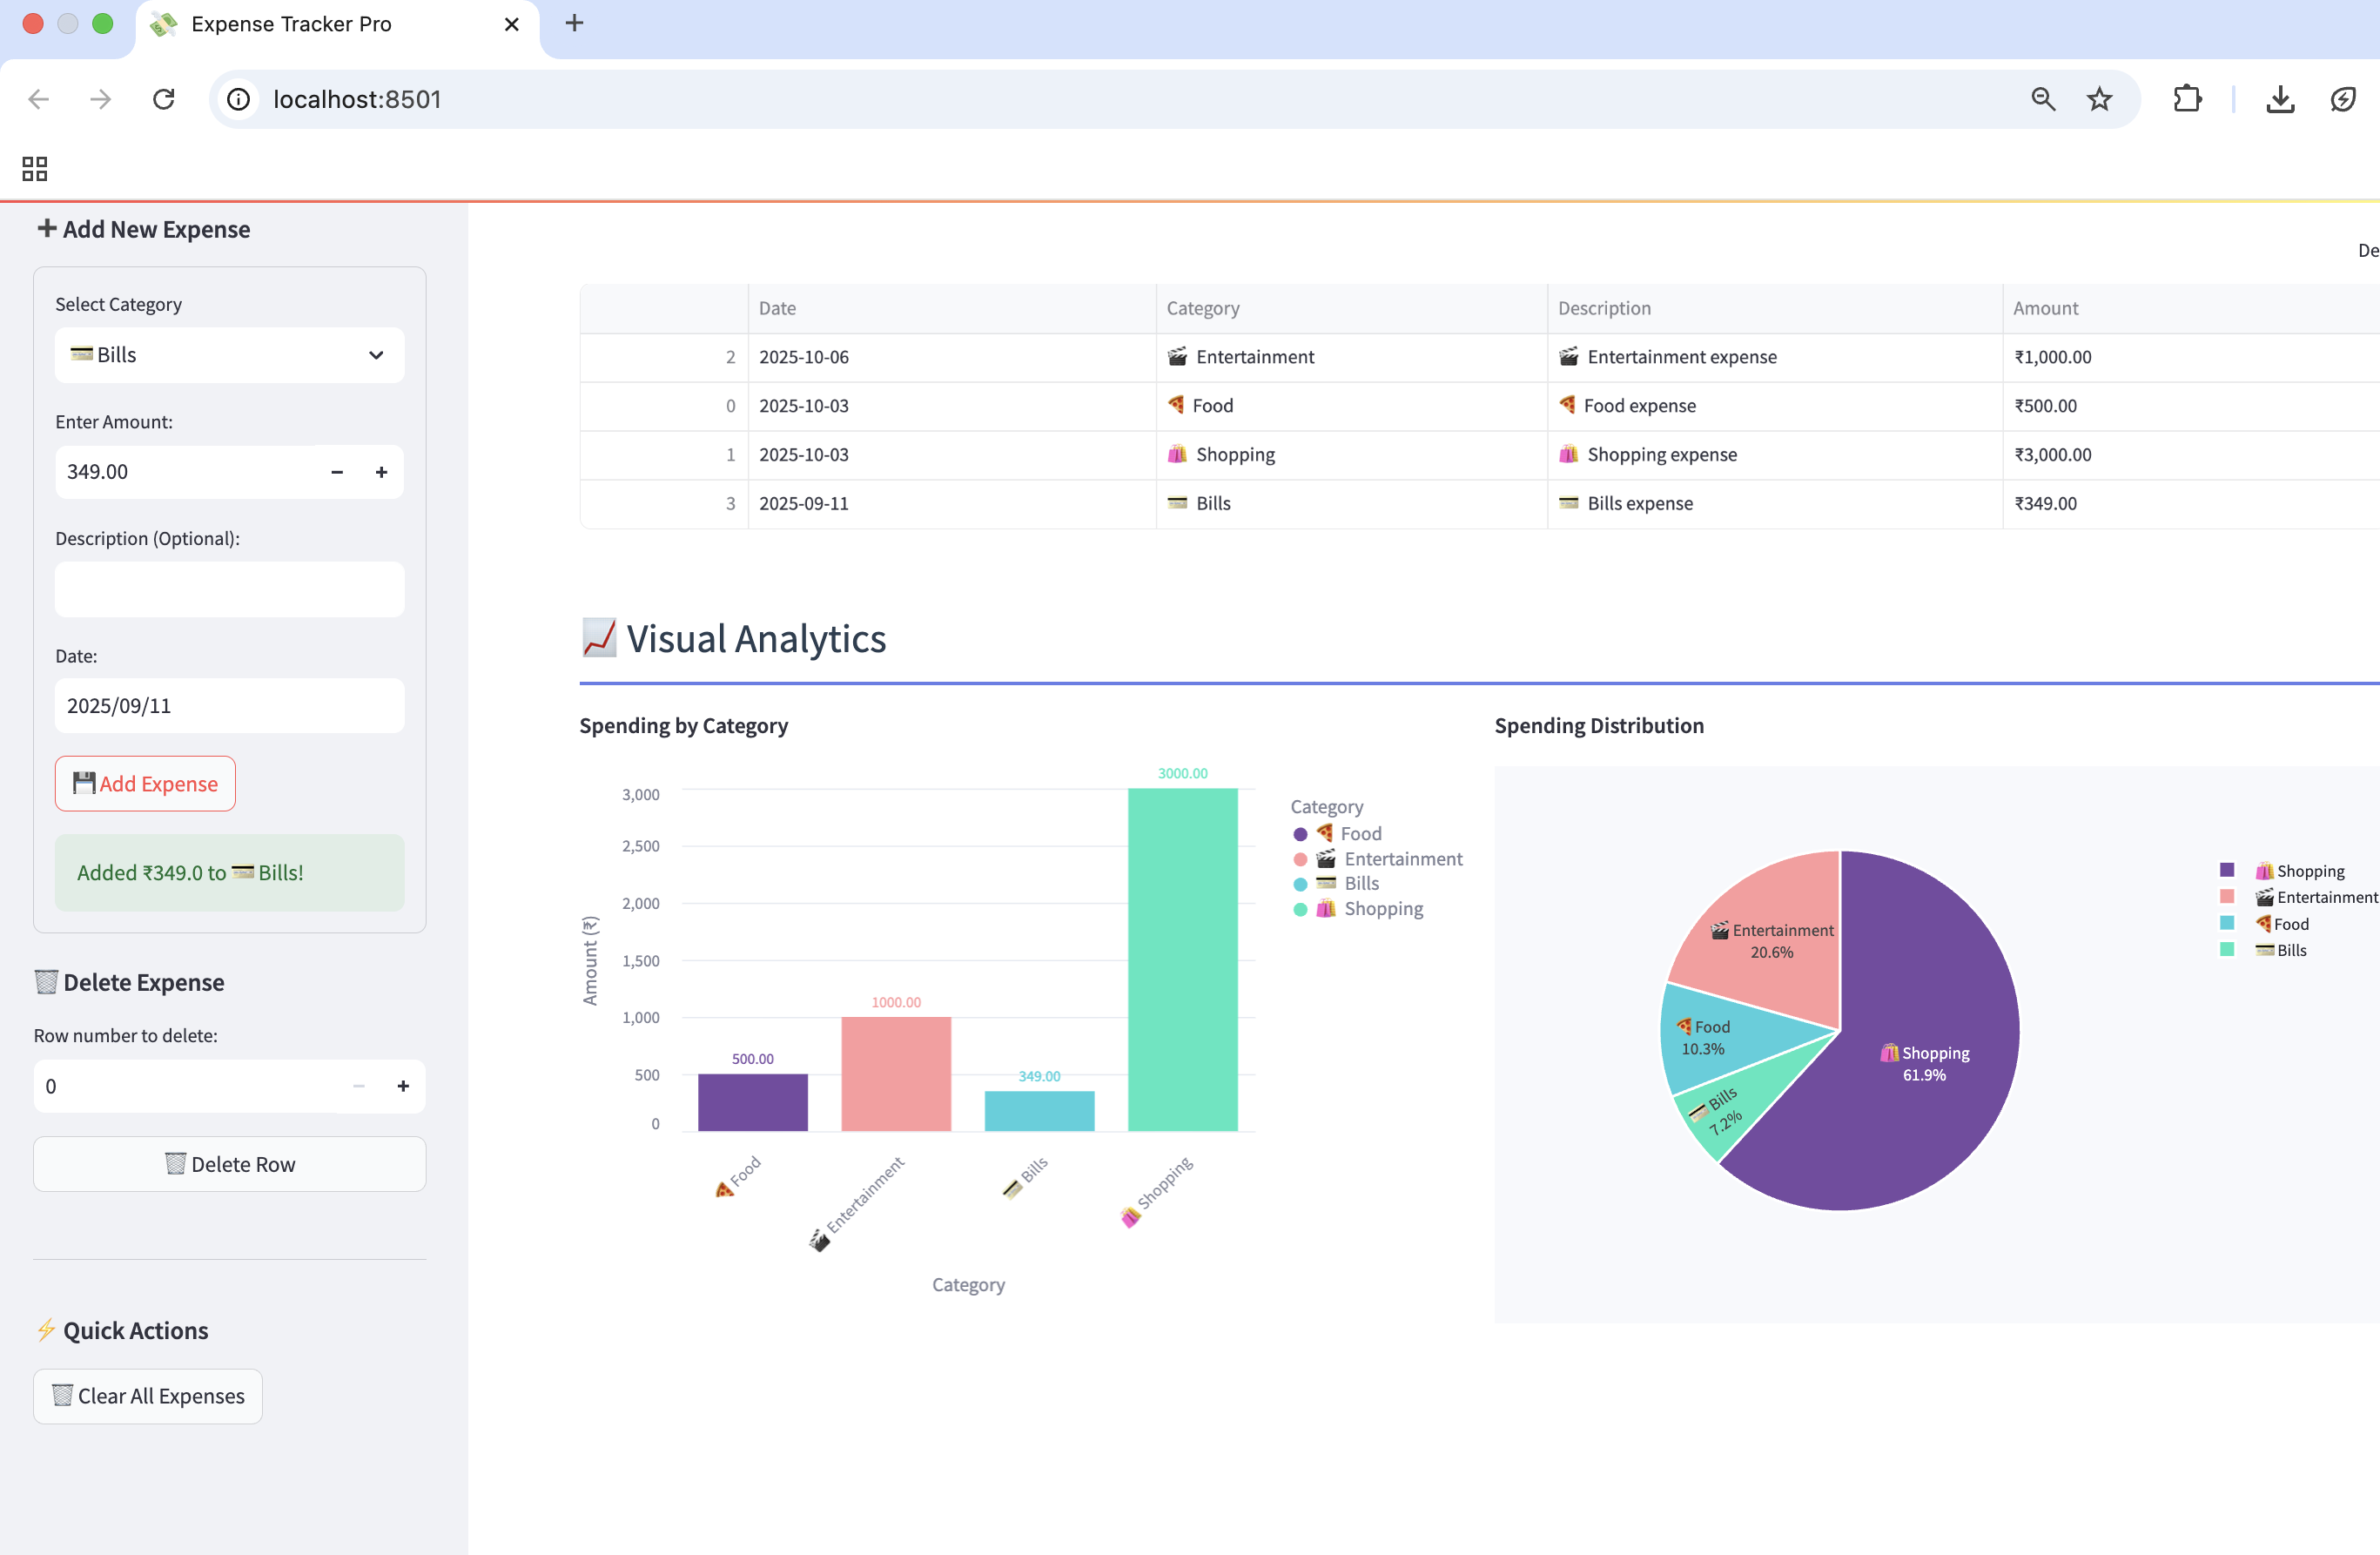 Expense Tracker Pro
localhost:8501
Add New Expense
Select Category
Bills
Enter Amount:
349.00
Description (Optional):
Date:
2025/09/11
Add Expense
Added ₹349.0 to Bills!
Delete Expense
Row number to delete:
0
Delete Row
Quick Actions
Clear All Expenses
De
Date Category Description Amount
2 2025-10-06 Entertainment Entertainment expense ₹1,000.00
0 2025-10-03 Food Food expense ₹500.00
1 2025-10-03 Shopping Shopping expense ₹3,000.00
3 2025-09-11 Bills Bills expense ₹349.00
Visual Analytics
Spending by Category
3000.00
3,000
2,500
2,000
1,500
1000.00
1,000
500.00
349.00
500
0
Amount (₹)
Food
Entertainment
Bills
Shopping
Category
Category
Food
Entertainment
Bills
Shopping
Spending Distribution
Entertainment
20.6%
Food
10.3%
Bills
7.2%
Shopping
61.9%
Shopping
Entertainment
Food
Bills